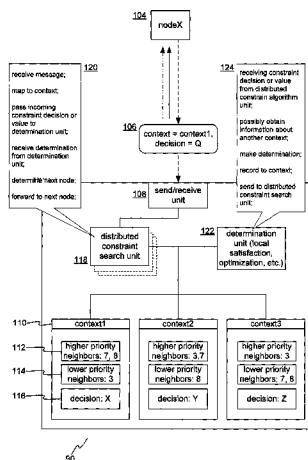 104
nodeX
120
receive message;
map to context;
pass incoming
constraint decision or
value to
determination unit;
receive determination
from determination
unit;
determine next node;
forward to next node;
124
receiving constraint
decision or value
from distributed
constrain algorithm
unit;
possibly obtain
information about
another context;
make determination;
record to context;
send to distributed
constraint search
unit;
106
context = context1,
decision = Q
108
send/receive
unit
distributed
constraint
search unit
118
122
determination
unit (local
satisfaction,
optimization, etc.)
110
context1
context2
context3
112
higher priority
neighbors: 7, 8
higher priority
neighbors: 3,7
higher priority
neighbors: 3
114
lower priority
neighbors: 3
lower priority
neighbors: 8
lower priority
neighbors: 7, 8
116
decision: X
decision: Y
decision: Z